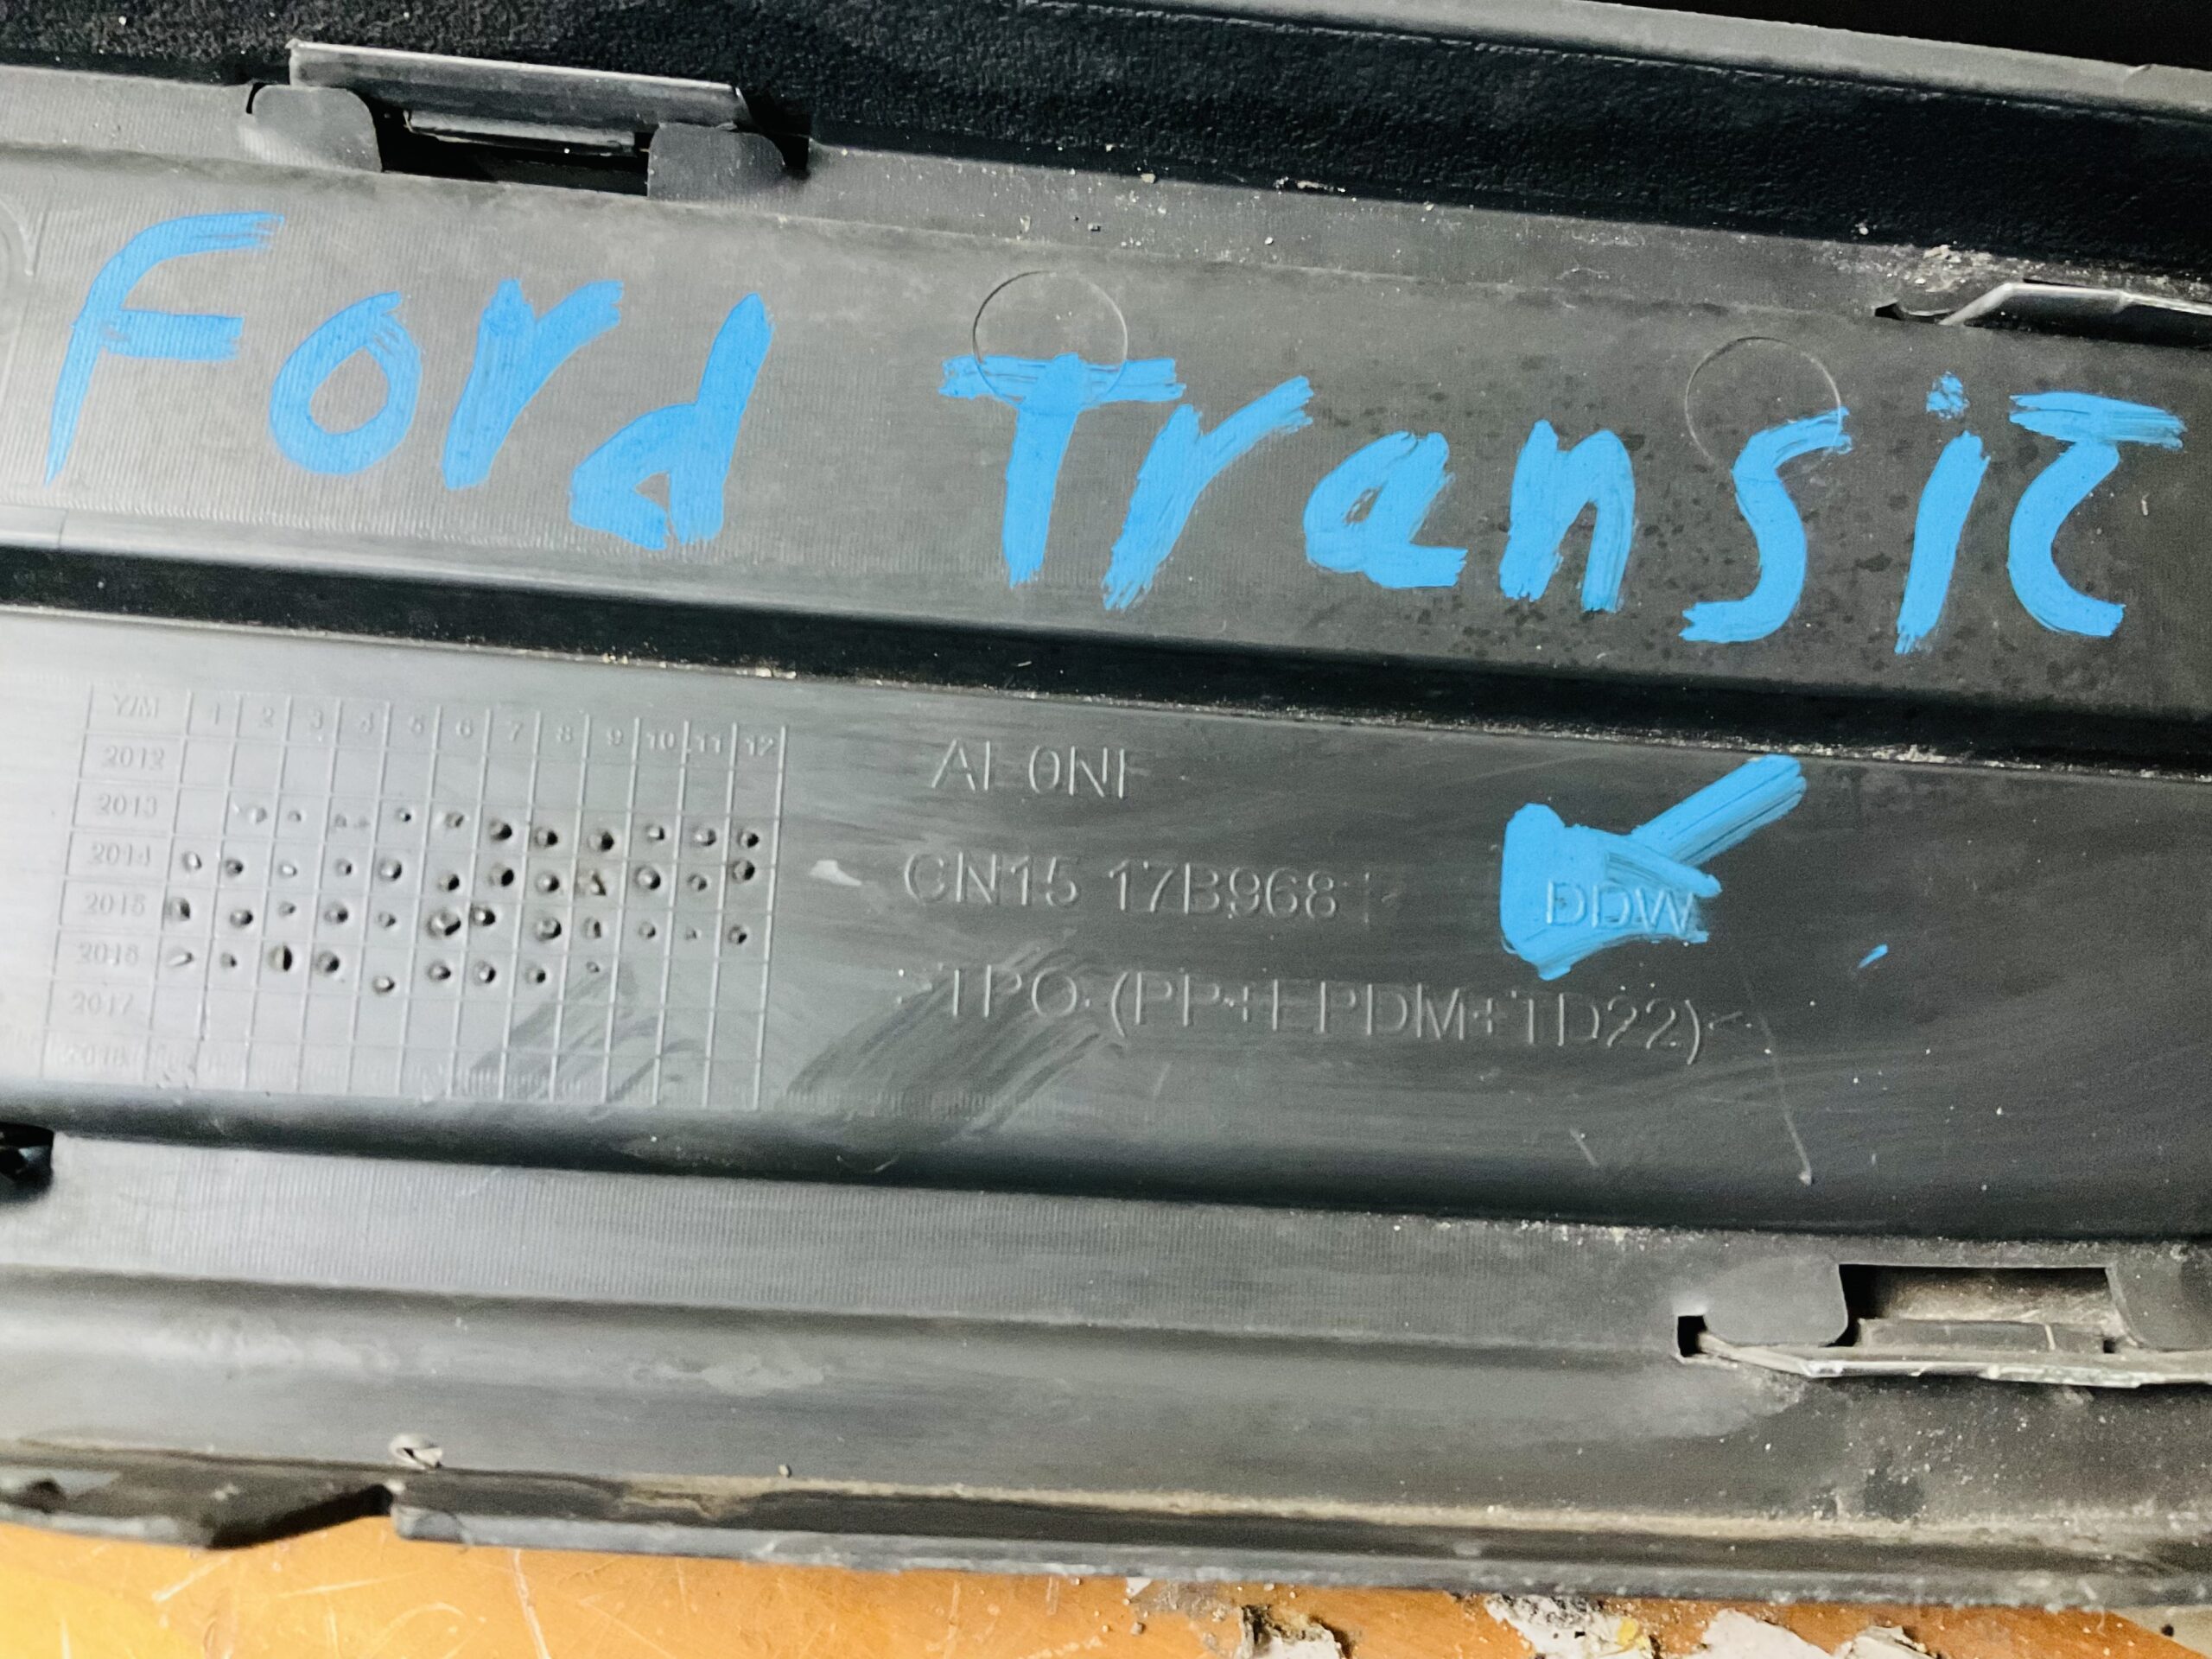 Ford Transit
Y/M 1 2 3 4 5 6 7 8 9 10 11 12
2012
2013
2014
2015
2016
2017
2018
CN15 17B968
DDW
>TPO (PP+EPDM+TD22)<